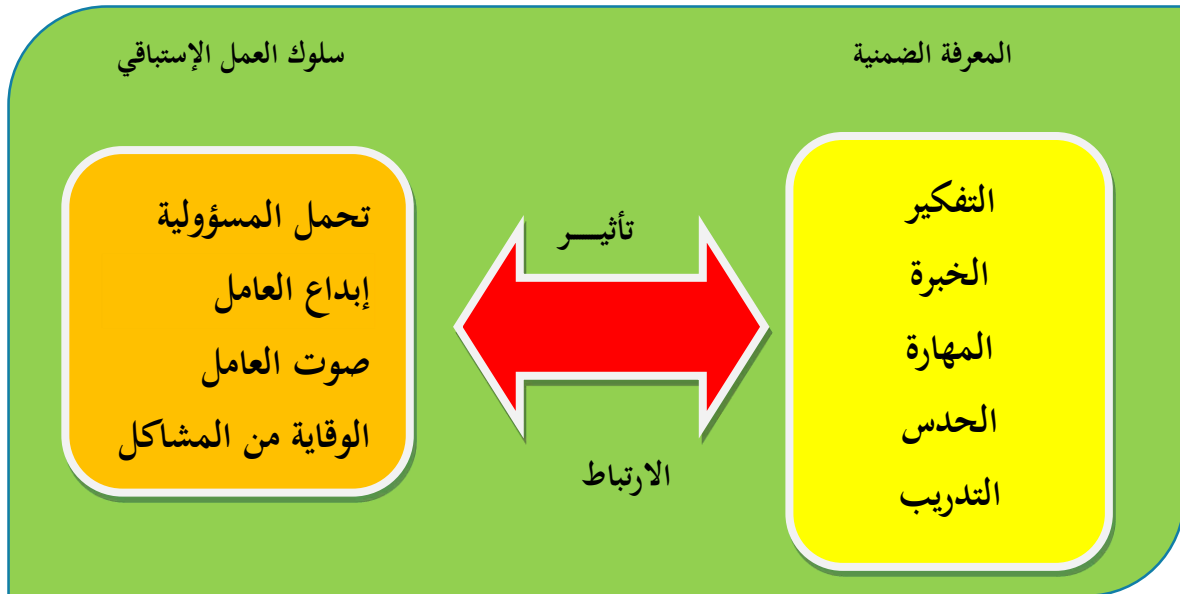 المعرفة الضمنية
سلوك العمل الإستباقي
التفكير
الخبرة
المهارة
الحدس
التدريب
تأثيـــر
الارتباط
تحمل المسؤولية
إبداع العامل
صوت العامل
الوقاية من المشاكل